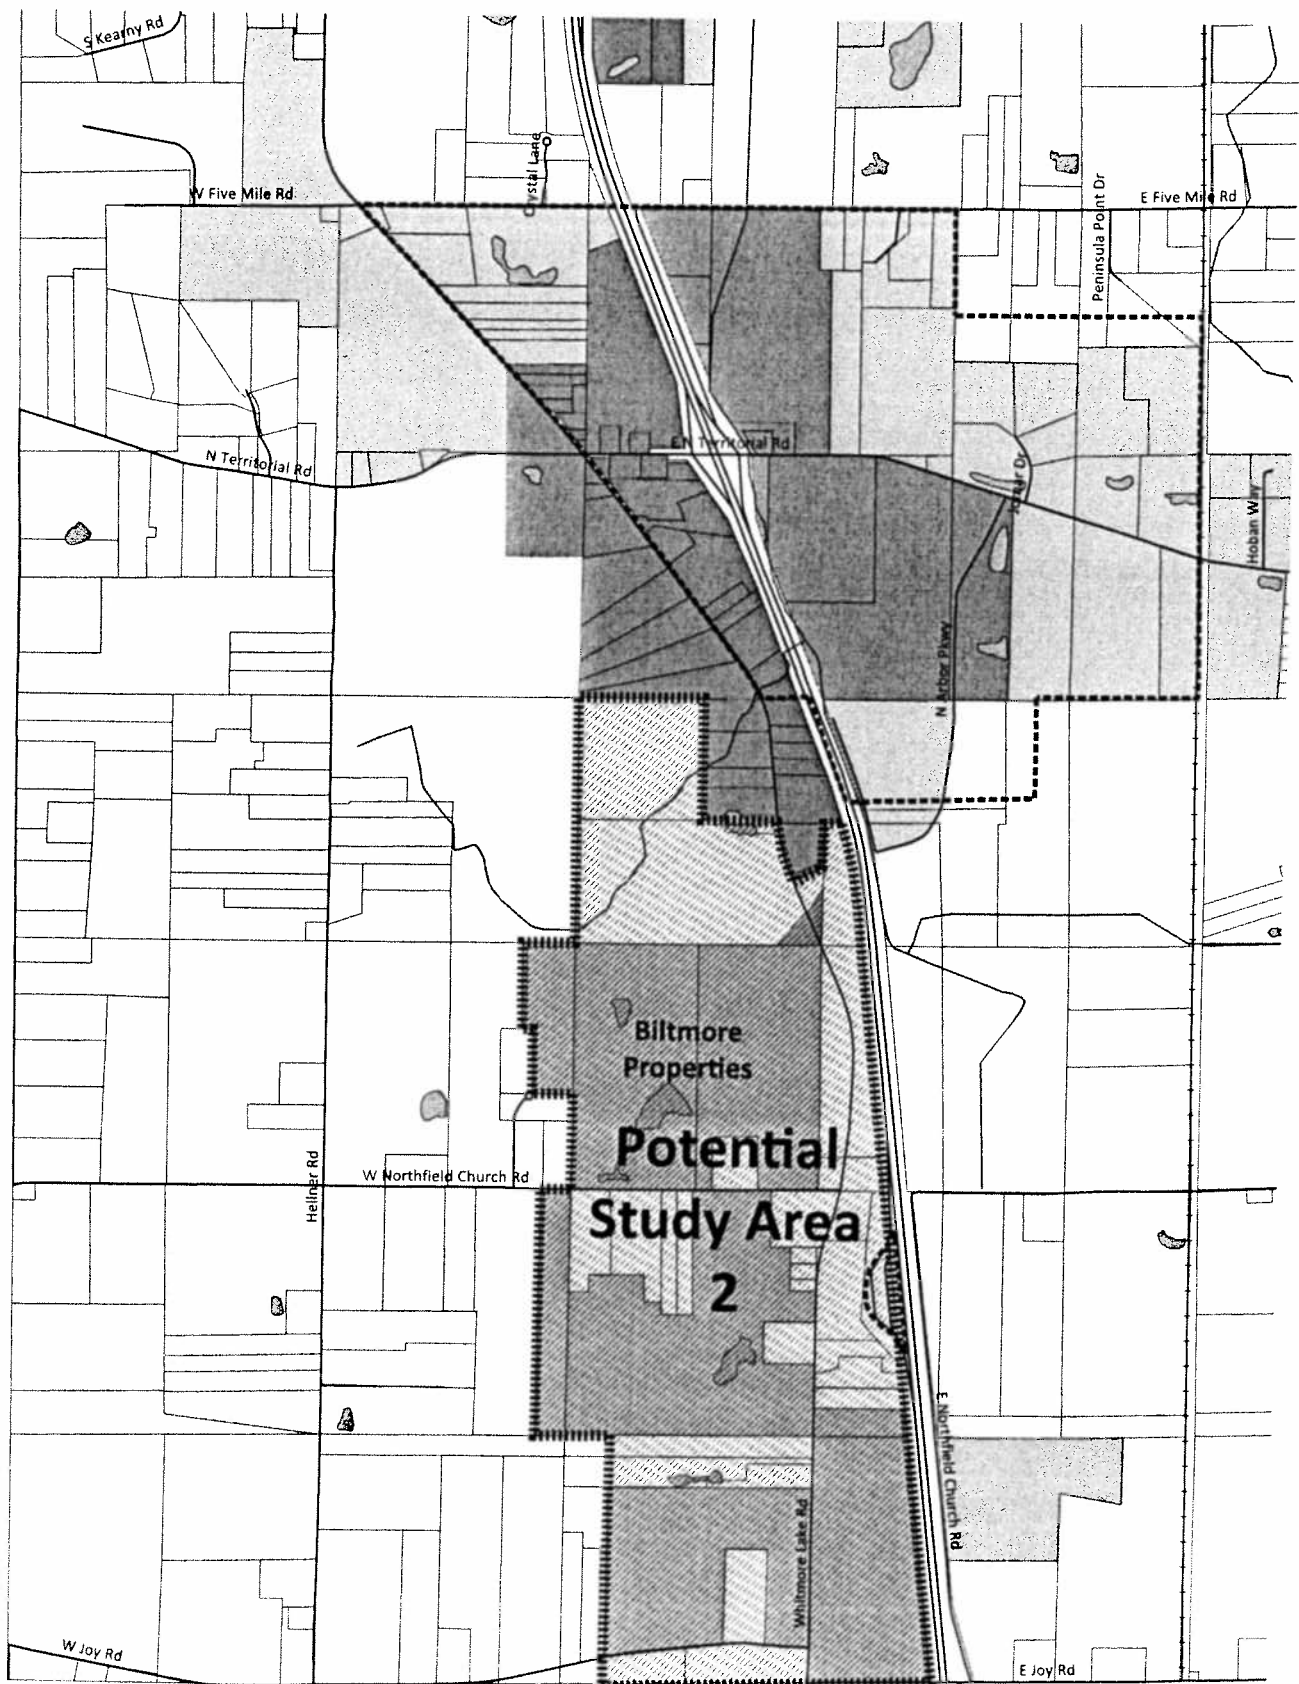 S Kearny Rd
Crystal Lane
W Five Mile Rd
Peninsula Point Dr
E Five Mile Rd
E N Territorial Rd
N Territorial Rd
Hoban Way
N Arbor Pkwy
Biltmore
Properties
Potential
W Northfield Church Rd
Hellner Rd
Study Area
2
E Northfield Church Rd
Whitmore Lake Rd
W Joy Rd
E Joy Rd